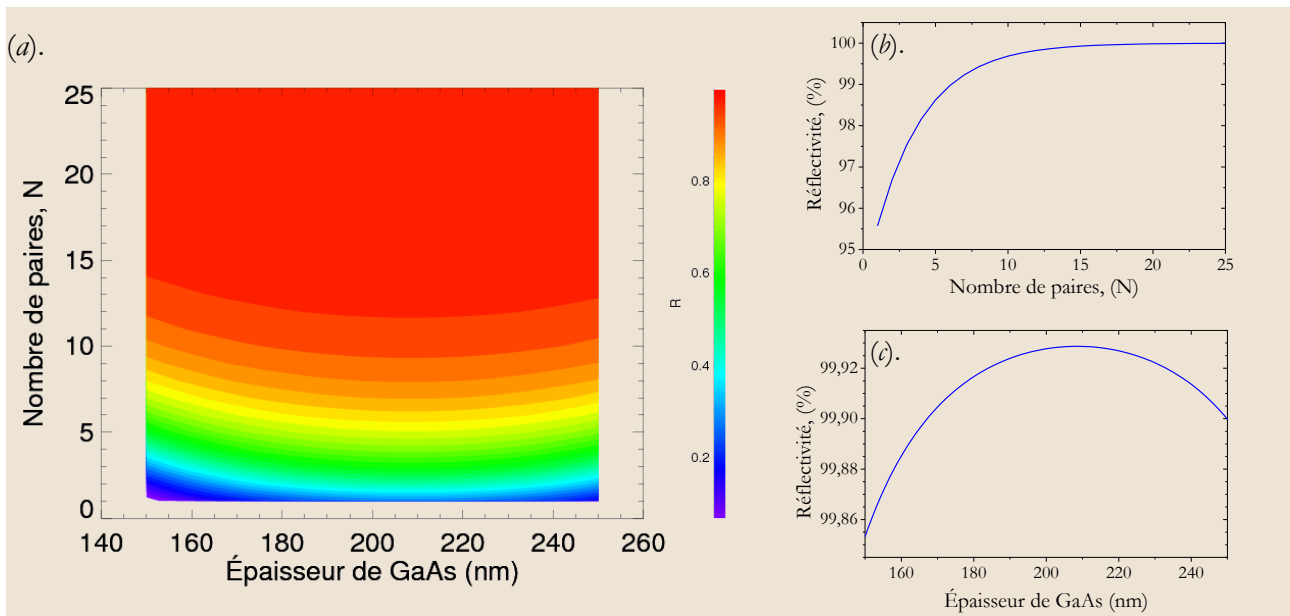 (a).
25
20
15
10
5
0
Nombre de paires, N
140 160 180 200 220 240 260
Épaisseur de GaAs (nm)
0.8
0.6
0.4
0.2
R
(b).
100
99
98
97
96
95
Réflectivité, (%)
0 5 10 15 20 25
Nombre de paires, (N)
(c).
99,92
99,90
99,88
99,86
Réflectivité, (%)
160 180 200 220 240
Épaisseur de GaAs (nm)